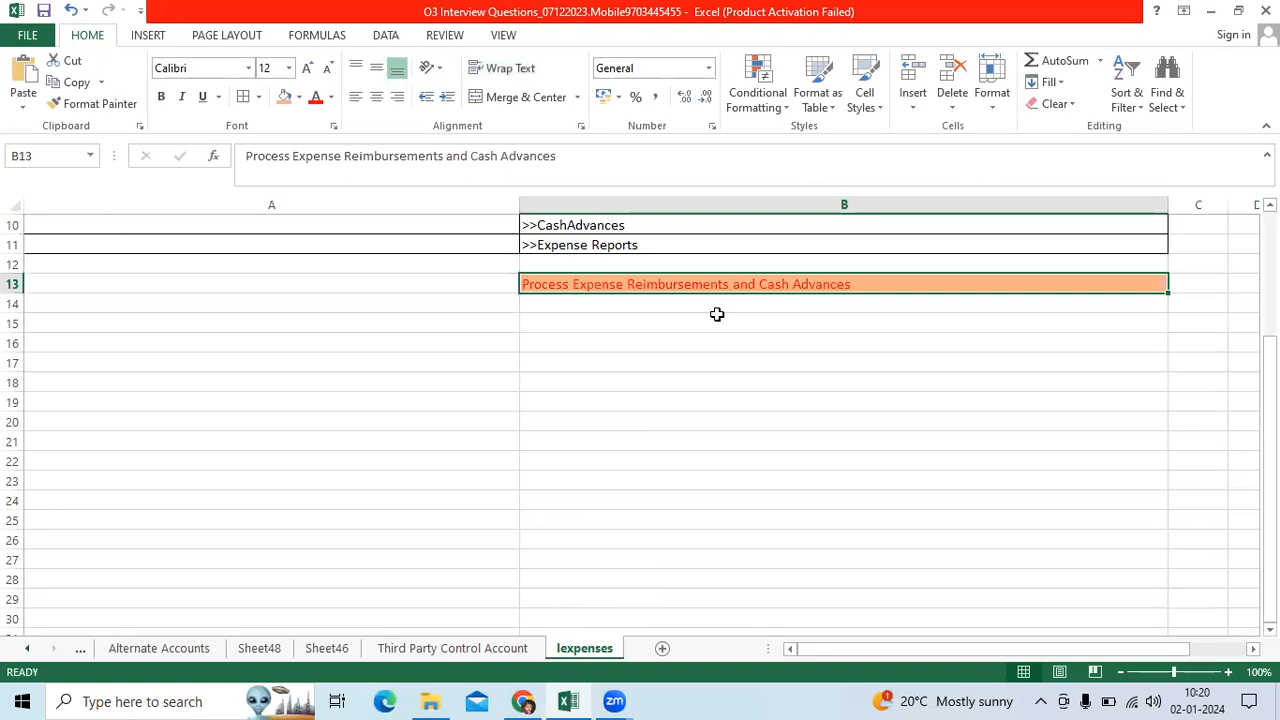 O3 Interview Questions_07122023.Mobile9703445455 - Excel (Product Activation Failed)
FILE HOME INSERT PAGE LAYOUT FORMULAS DATA REVIEW VIEW Sign in
Paste Cut Copy Format Painter
Calibri 12
B I U A
Wrap Text
Merge & Center
General
%
Conditional Formatting
Format as Table
Cell Styles
Insert Delete Format
AutoSum
Fill
Clear
Sort & Filter
Find & Select
Clipboard Font Alignment Number Styles Cells Editing
B13 fx Process Expense Reimbursements and Cash Advances
A B C E
10 >>CashAdvances
11 >>Expense Reports
12
13 Process Expense Reimbursements and Cash Advances
14
15
16
17
18
19
20
21
22
23
24
25
26
27
28
29
30
... Alternate Accounts Sheet48 Sheet46 Third Party Control Account Iexpenses
READY 100%
Type here to search zm 20°C Mostly sunny 10:20
02-01-2024